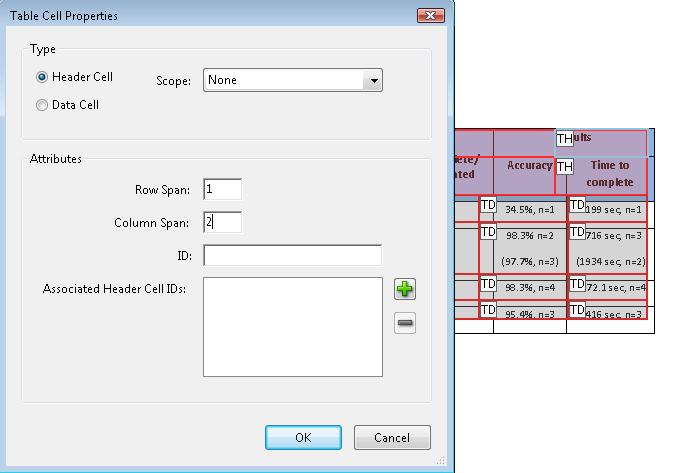 Table Cell Properties
Type
Header Cell
Scope:
None
Data Cell
Attributes
Row Span:
1
Column Span:
2
ID:
Associated Header Cell IDs:
OK
Cancel
TH ults
Accuracy TH Time to
complete
TD 34.5%, n=1 TD 199 sec, n=1
TD 98.3% n=2 TD 716 sec, n=3
(97.7%, n=3) (1934 sec, n=2)
TD 98.3%, n=4 TD 72.1 sec, n=4
TD 95.4%, n=3 TD 416 sec, n=3